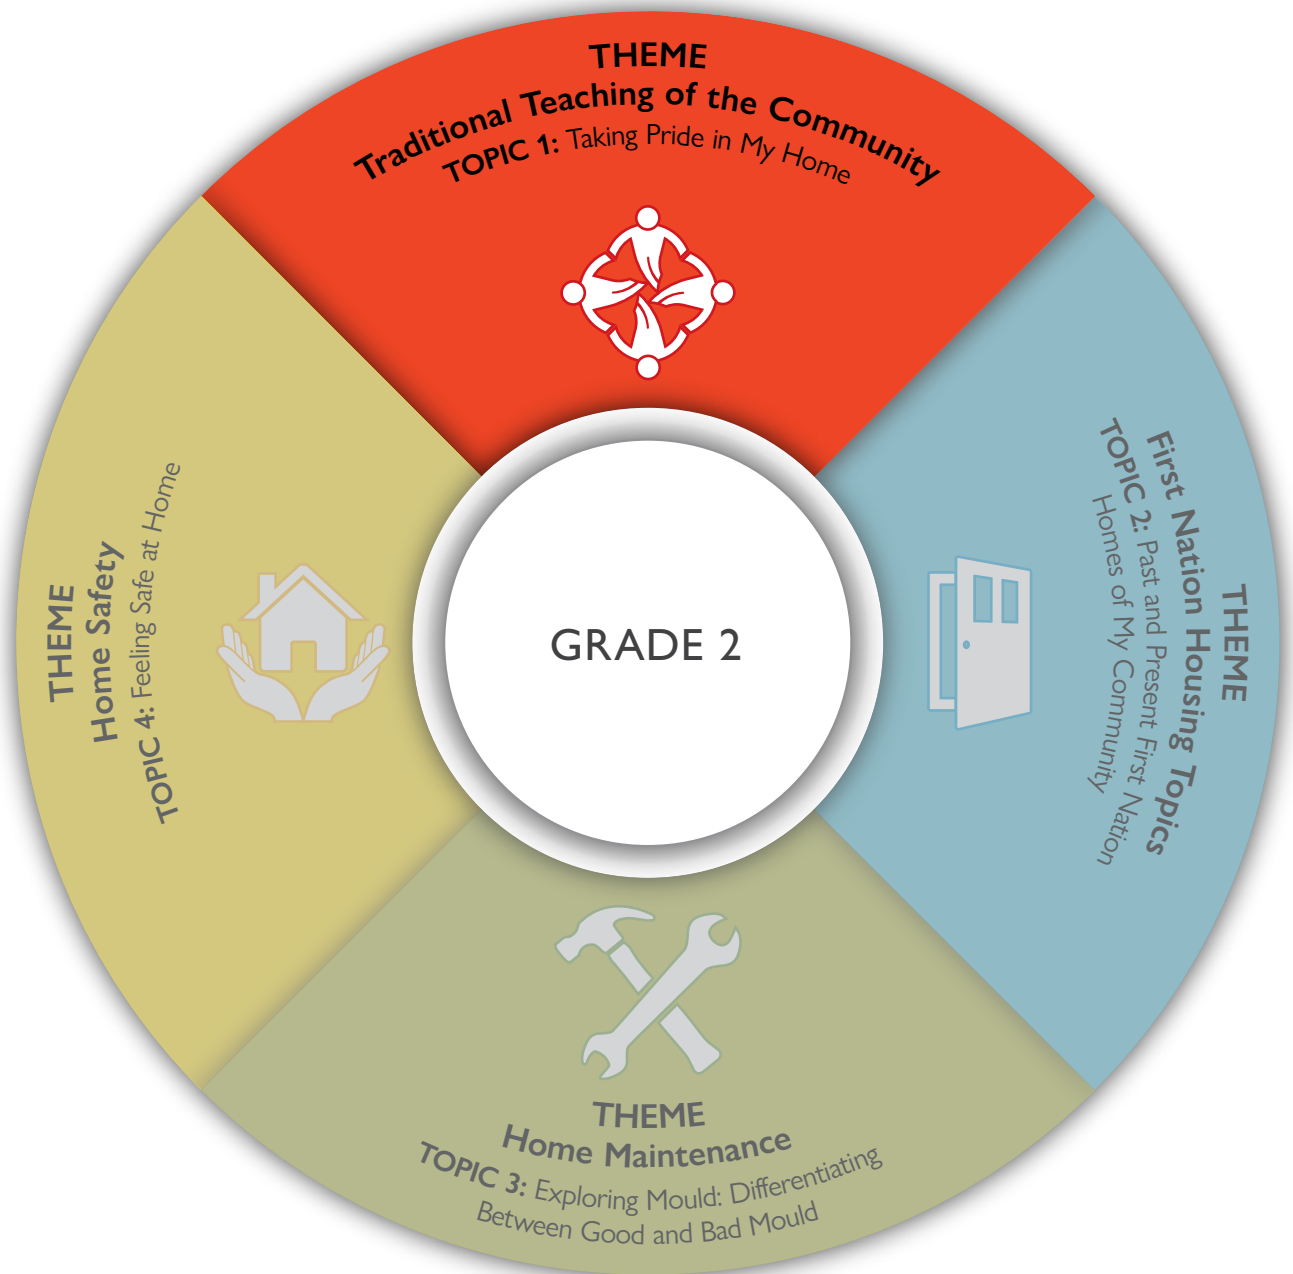 THEME
Traditional Teaching of the Community
TOPIC 1: Taking Pride in My Home
THEME
First Nation Housing Topics
TOPIC 2: Past and Present First Nation
Homes of My Community
THEME
Home Maintenance
TOPIC 3: Exploring Mould: Differentiating
Between Good and Bad Mould
THEME
Home Safety
TOPIC 4: Feeling Safe at Home
GRADE 2